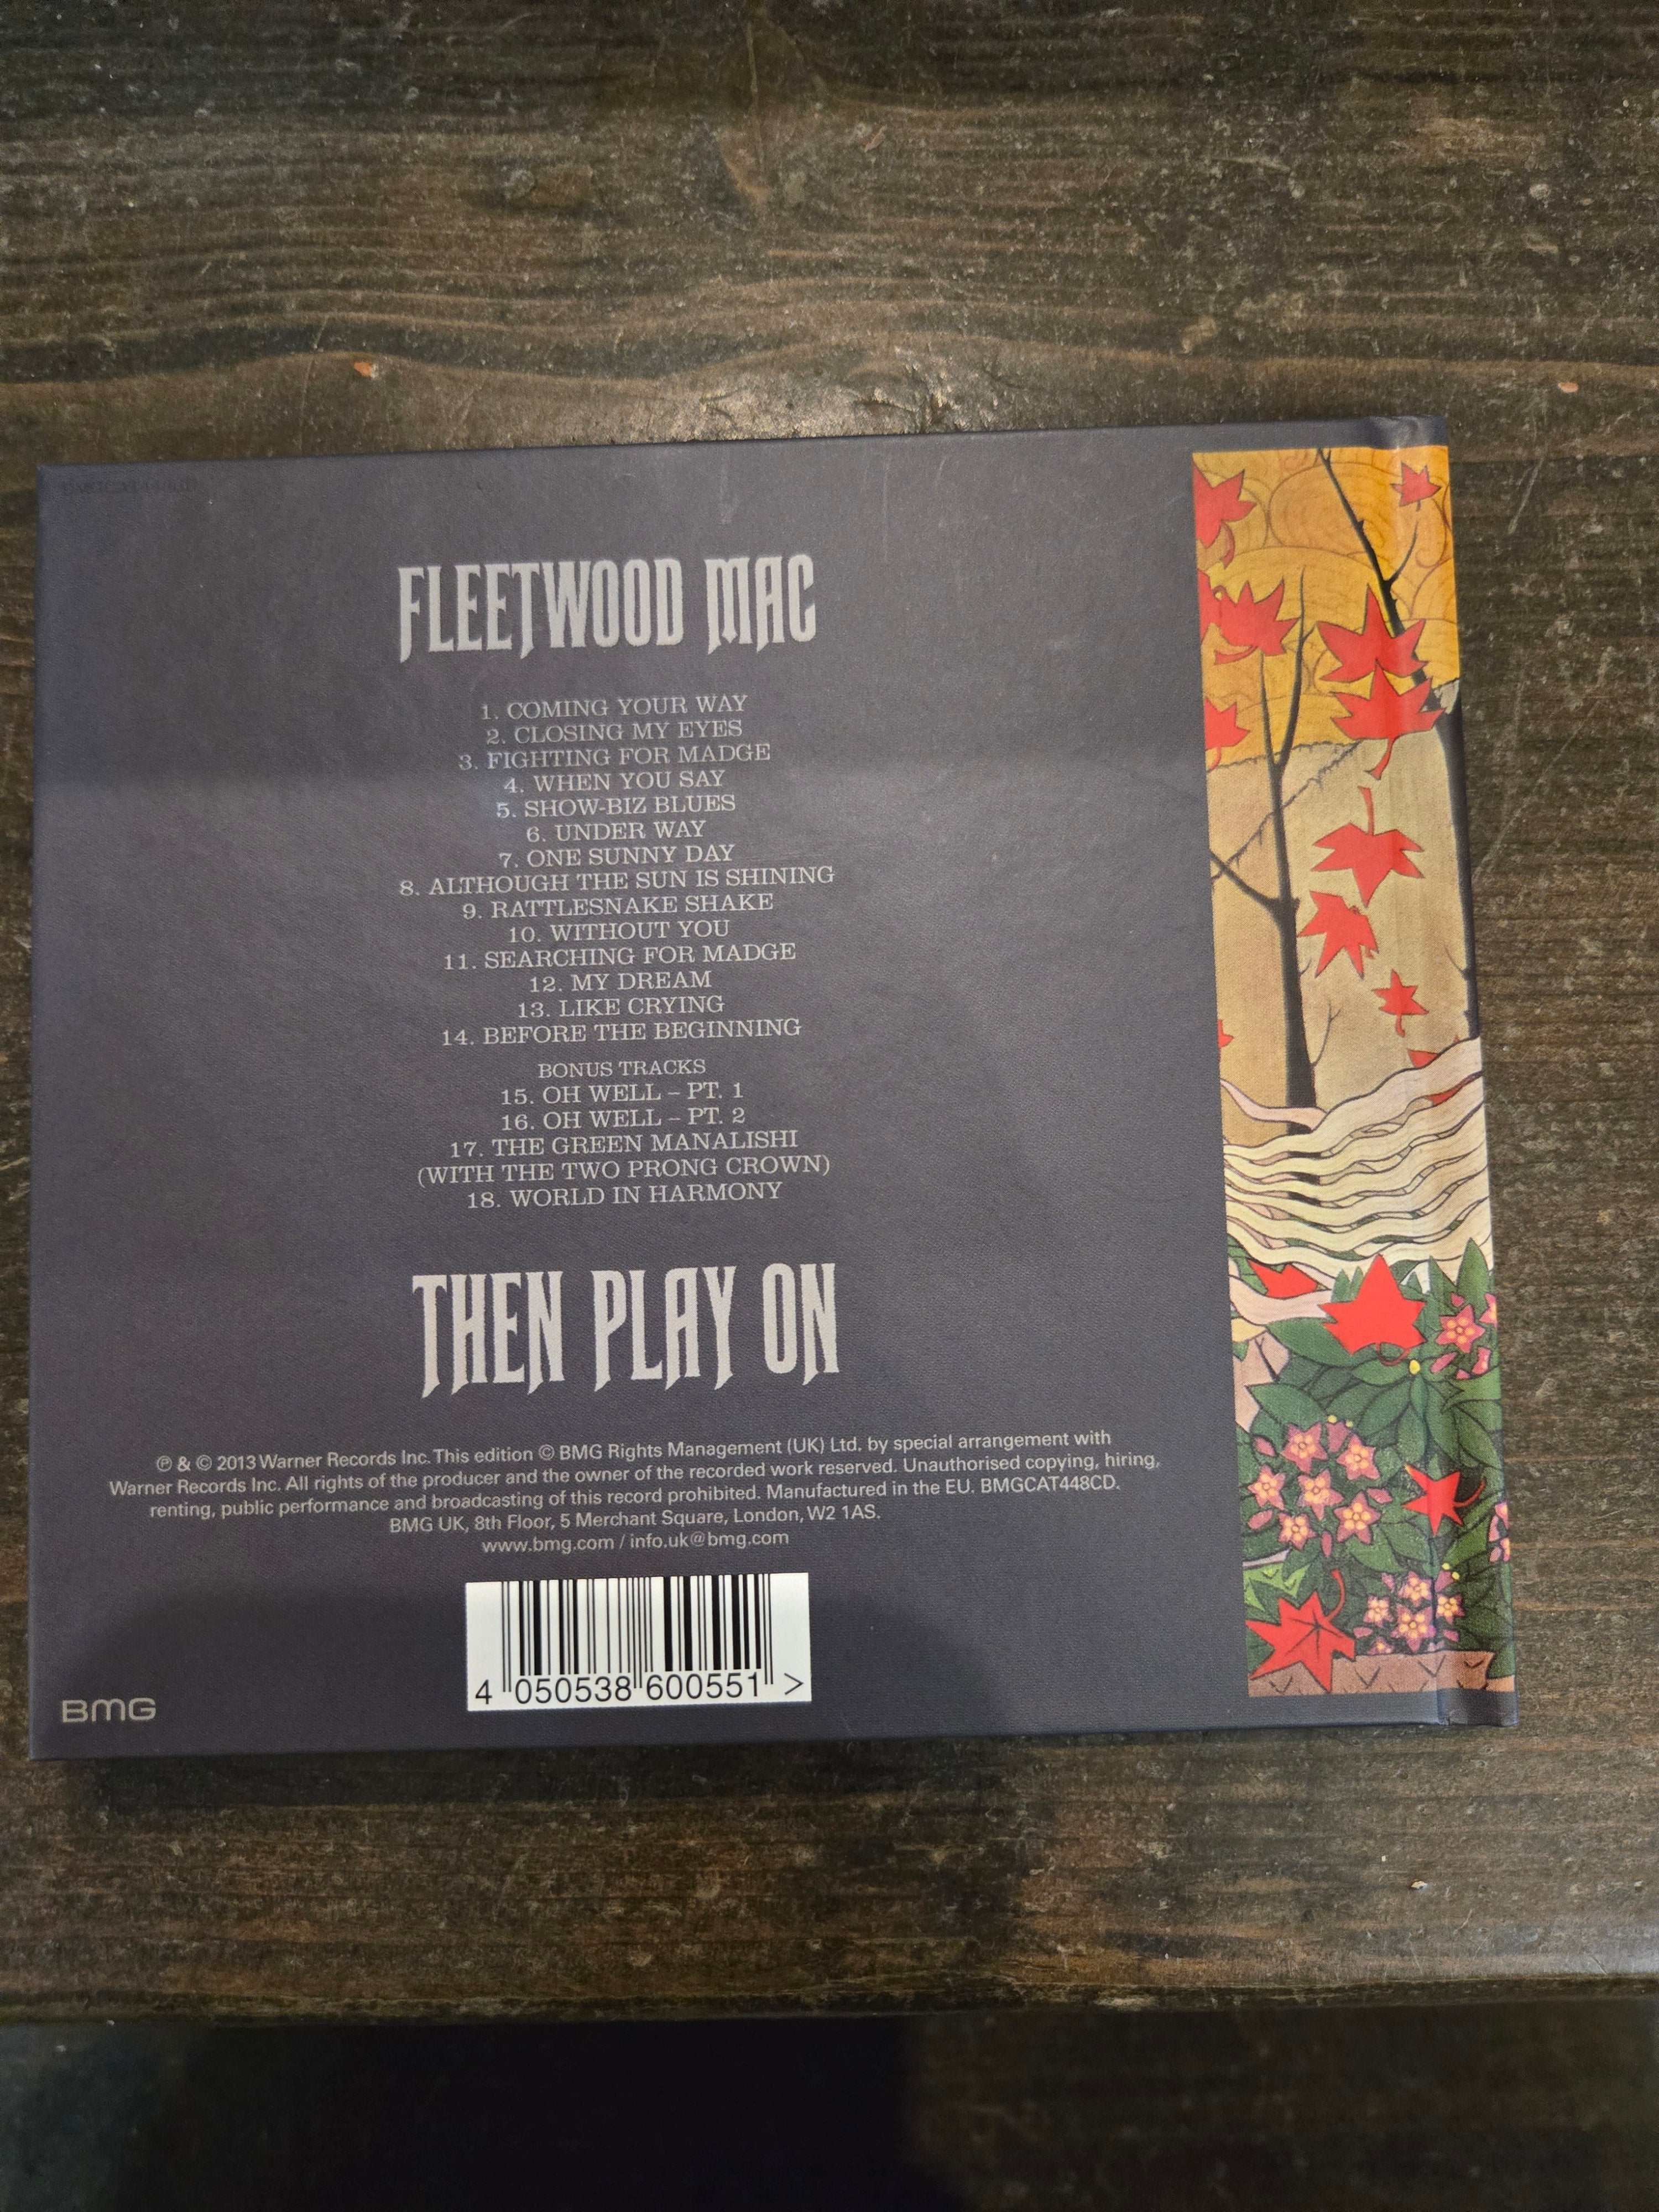 FLEETWOOD MAC
1. COMING YOUR WAY
2. CLOSING MY EYES
3. FIGHTING FOR MADGE
4. WHEN YOU SAY
5. SHOW-BIZ BLUES
6. UNDER WAY
7. ONE SUNNY DAY
8. ALTHOUGH THE SUN IS SHINING
9. RATTLESNAKE SHAKE
10. WITHOUT YOU
11. SEARCHING FOR MADGE
12. MY DREAM
13. LIKE CRYING
14. BEFORE THE BEGINNING
BONUS TRACKS
15. OH WELL – PT. 1
16. OH WELL – PT. 2
17. THE GREEN MANALISHI
(WITH THE TWO PRONG CROWN)
18. WORLD IN HARMONY
THEN PLAY ON
℗ & © 2013 Warner Records Inc. This edition © BMG Rights Management (UK) Ltd. by special arrangement with
Warner Records Inc. All rights of the producer and the owner of the recorded work reserved. Unauthorised copying, hiring,
renting, public performance and broadcasting of this record prohibited. Manufactured in the EU. BMGCAT448CD.
BMG UK, 8th Floor, 5 Merchant Square, London, W2 1AS.
www.bmg.com / info.uk@bmg.com
4 050538 600551 >
BMG